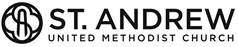 ST. ANDREW
UNITED METHODIST CHURCH